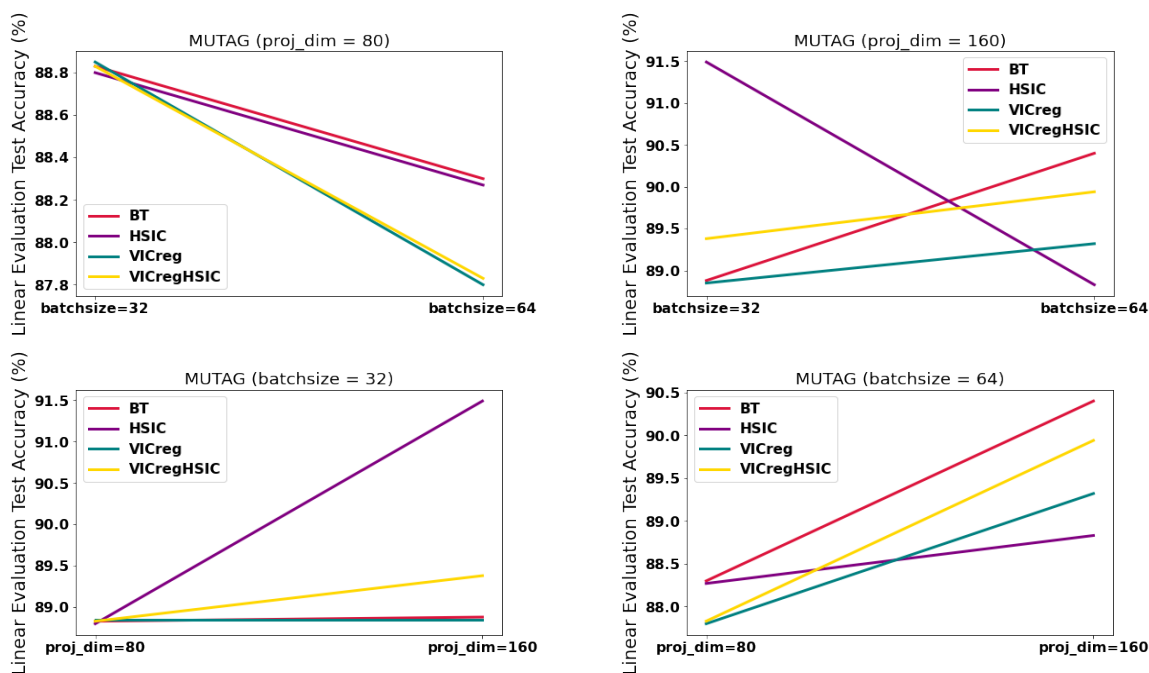 MUTAG (proj_dim = 80)
Linear Evaluation Test Accuracy (%)
88.8
88.6
88.4
88.2
88.0
87.8
BT
HSIC
VICreg
VICregHSIC
batchsize=32
batchsize=64
MUTAG (proj_dim = 160)
Linear Evaluation Test Accuracy (%)
91.5
91.0
90.5
90.0
89.5
89.0
BT
HSIC
VICreg
VICregHSIC
batchsize=32
batchsize=64
MUTAG (batchsize = 32)
Linear Evaluation Test Accuracy (%)
91.5
91.0
90.5
90.0
89.5
89.0
BT
HSIC
VICreg
VICregHSIC
proj_dim=80
proj_dim=160
MUTAG (batchsize = 64)
Linear Evaluation Test Accuracy (%)
90.5
90.0
89.5
89.0
88.5
88.0
BT
HSIC
VICreg
VICregHSIC
proj_dim=80
proj_dim=160